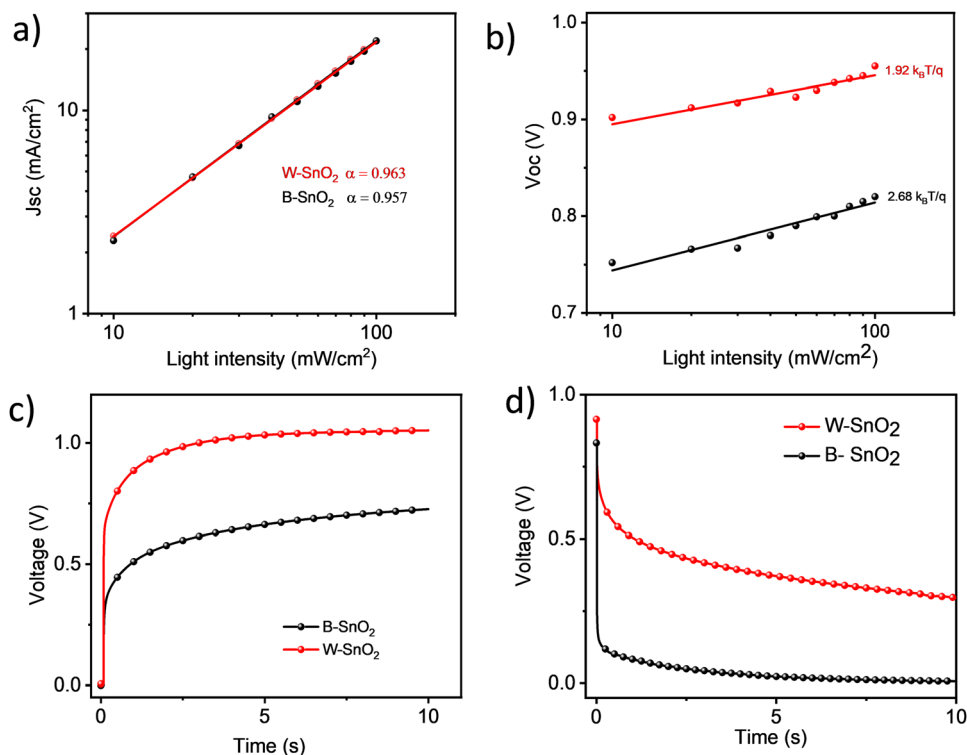 a)
Jsc (mA/cm²)
10
1
W-SnO₂ α = 0.963
B-SnO₂ α = 0.957
10
100
Light intensity (mW/cm²)
b)
Voc (V)
1.0
0.9
0.8
0.7
1.92 k_BT/q
2.68 k_BT/q
10
100
Light intensity (mW/cm²)
c)
Voltage (V)
1.0
0.5
0.0
B-SnO₂
W-SnO₂
0
5
10
Time (s)
d)
Voltage (V)
1.0
0.5
0.0
W-SnO₂
B- SnO₂
0
5
10
Time (s)